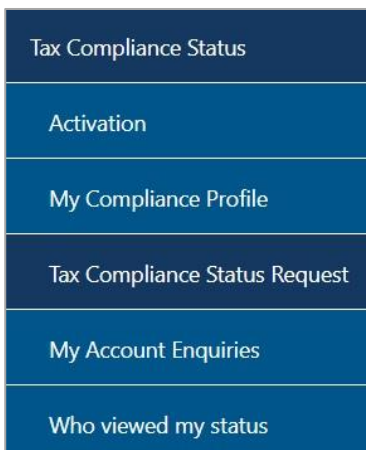 Tax Compliance Status
Activation
My Compliance Profile
Tax Compliance Status Request
My Account Enquiries
Who viewed my status